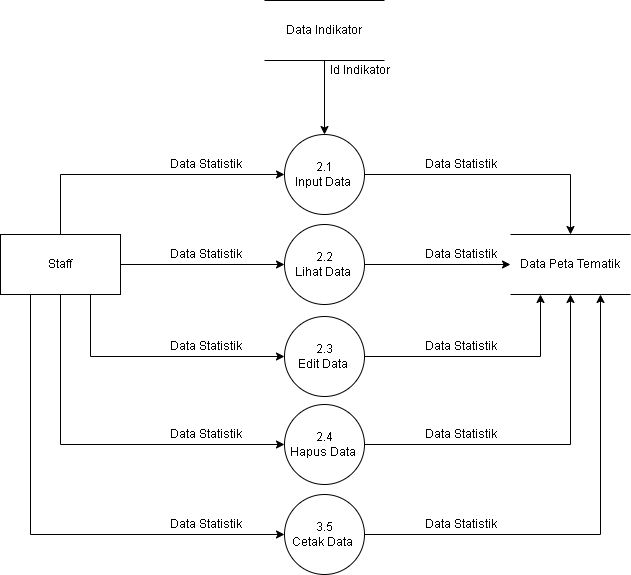 Data Indikator
Id Indikator
Data Statistik
2.1
Input Data
Data Statistik
Staff
Data Statistik
2.2
Lihat Data
Data Statistik
Data Peta Tematik
Data Statistik
2.3
Edit Data
Data Statistik
Data Statistik
2.4
Hapus Data
Data Statistik
Data Statistik
3.5
Cetak Data
Data Statistik